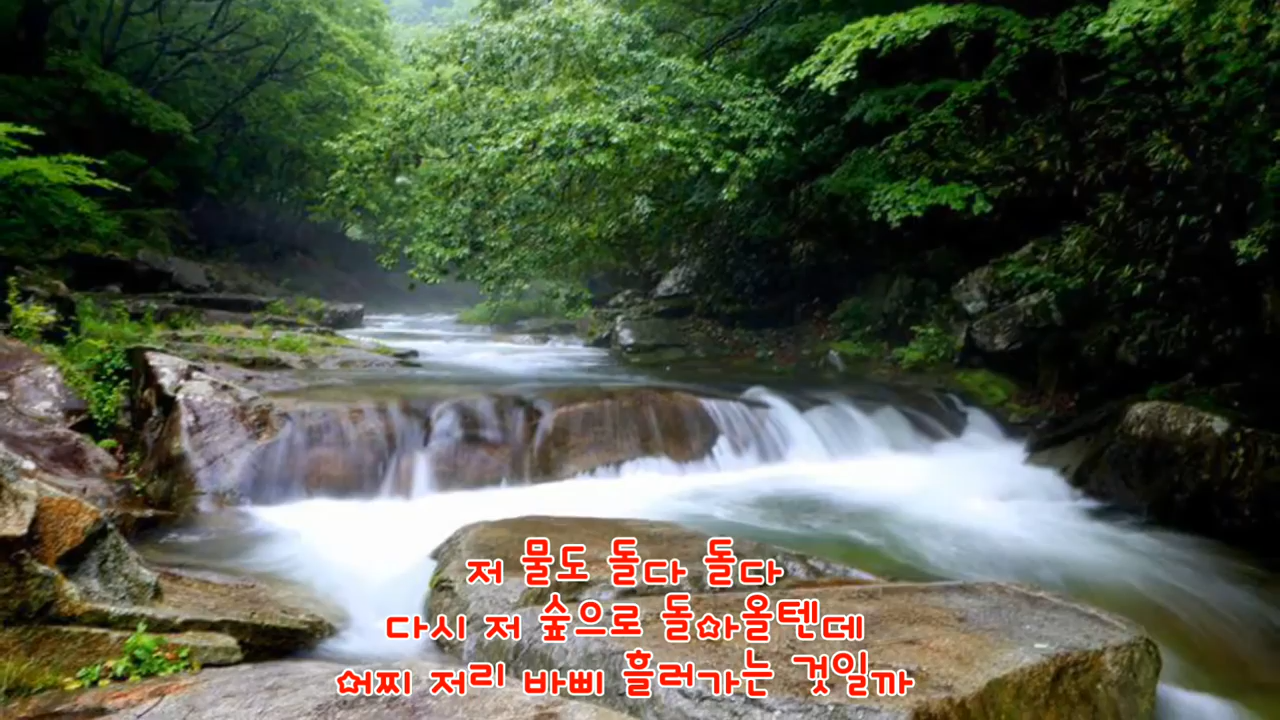 저 물도 돌다 돌다
다시 저 숲으로 돌아올텐데
어찌 저리 바삐 흘러가는 것일까